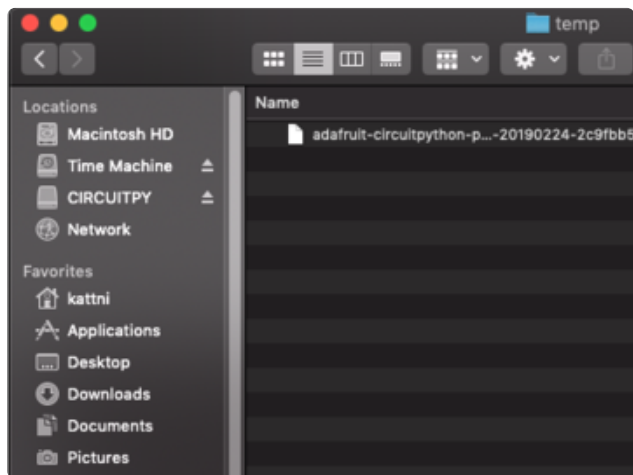 temp
Locations
Macintosh HD
Time Machine
CIRCUITPY
Network
Favorites
kattni
Applications
Desktop
Downloads
Documents
Pictures
Name
adafruit-circuitpython-p...-20190224-2c9fbb5